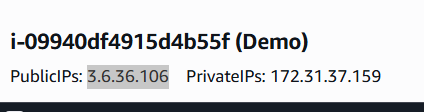 i-09940df4915d4b55f (Demo)
PublicIPs: 3.6.36.106 PrivateIPs: 172.31.37.159